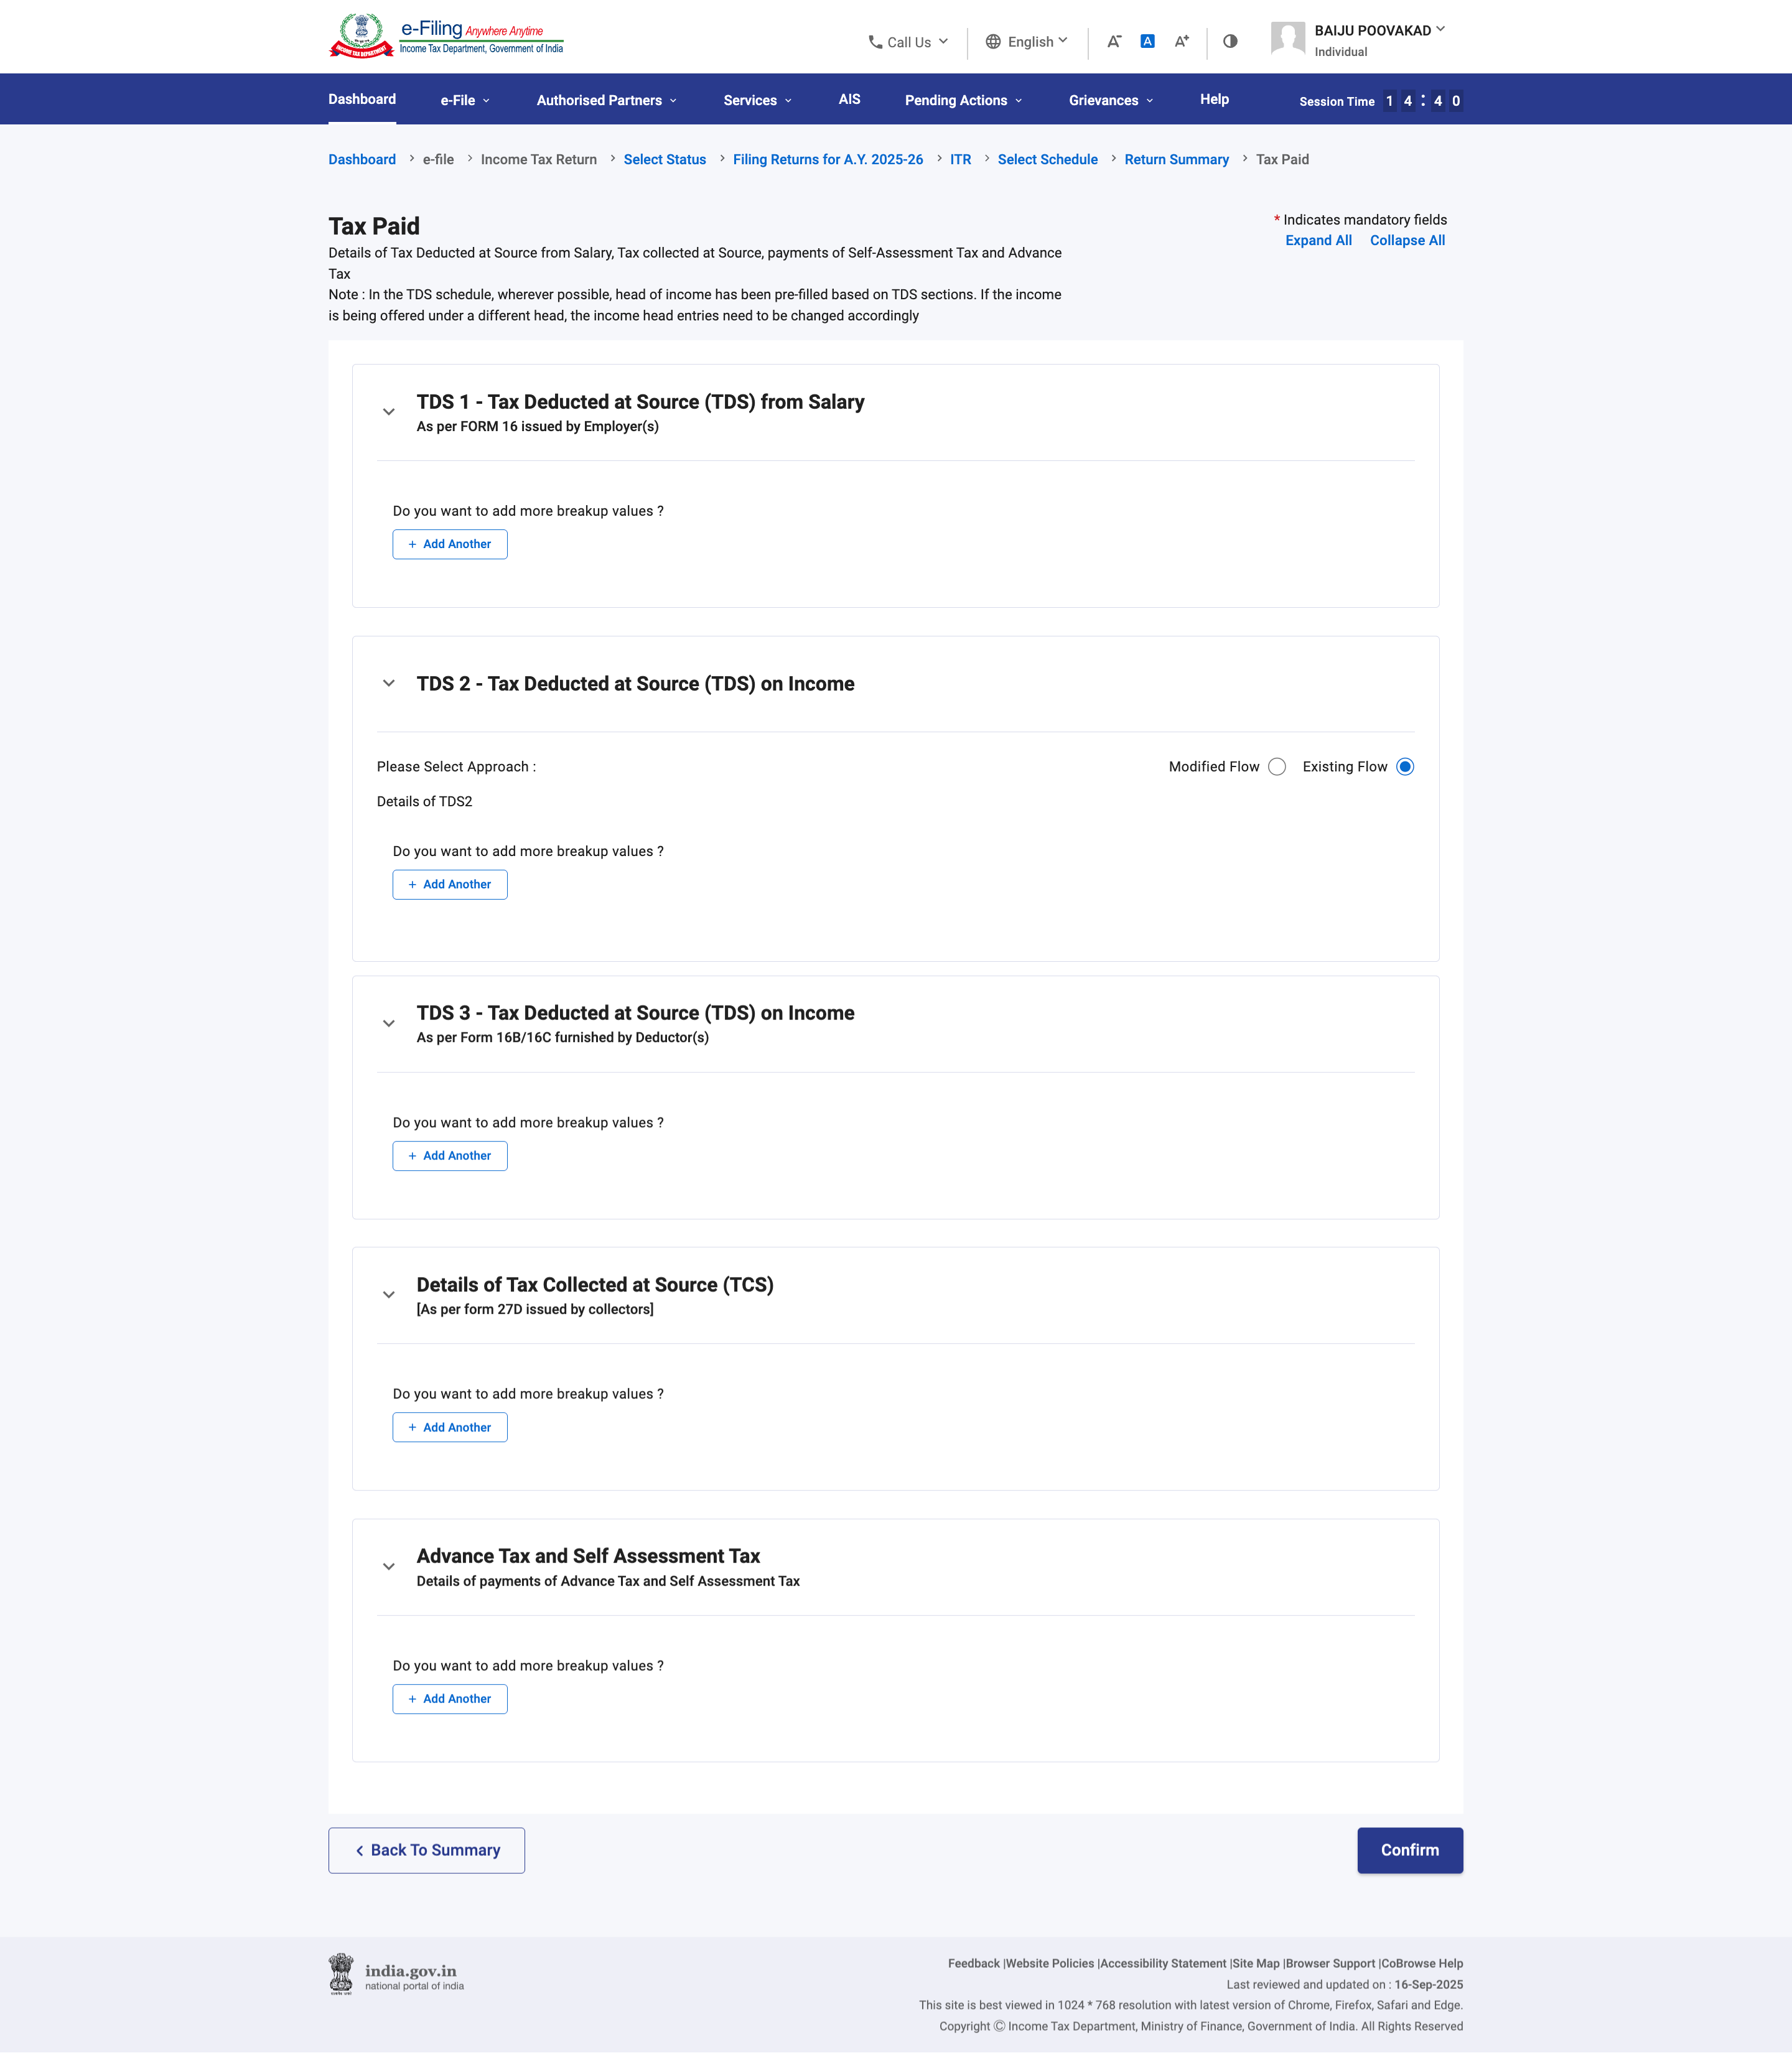 e-Filing Anywhere Anytime
Income Tax Department, Government of India
INCOME TAX DEPARTMENT
Call Us
English
A-
A
A+
BAIJU POOVAKAD
Individual
Dashboard e-File Authorised Partners Services AIS Pending Actions Grievances Help Session Time 1 4 : 4 0
Dashboard > e-file > Income Tax Return > Select Status > Filing Returns for A.Y. 2025-26 > ITR > Select Schedule > Return Summary > Tax Paid
Tax Paid
* Indicates mandatory fields
Expand All Collapse All
Details of Tax Deducted at Source from Salary, Tax collected at Source, payments of Self-Assessment Tax and Advance
Tax
Note : In the TDS schedule, wherever possible, head of income has been pre-filled based on TDS sections. If the income
is being offered under a different head, the income head entries need to be changed accordingly
TDS 1 - Tax Deducted at Source (TDS) from Salary
As per FORM 16 issued by Employer(s)
Do you want to add more breakup values ?
+ Add Another
TDS 2 - Tax Deducted at Source (TDS) on Income
Please Select Approach : Modified Flow Existing Flow
Details of TDS2
Do you want to add more breakup values ?
+ Add Another
TDS 3 - Tax Deducted at Source (TDS) on Income
As per Form 16B/16C furnished by Deductor(s)
Do you want to add more breakup values ?
+ Add Another
Details of Tax Collected at Source (TCS)
[As per form 27D issued by collectors]
Do you want to add more breakup values ?
+ Add Another
Advance Tax and Self Assessment Tax
Details of payments of Advance Tax and Self Assessment Tax
Do you want to add more breakup values ?
+ Add Another
< Back To Summary
Confirm
india.gov.in
national portal of india
Feedback |Website Policies |Accessibility Statement |Site Map |Browser Support |CoBrowse Help
Last reviewed and updated on : 16-Sep-2025
This site is best viewed in 1024 * 768 resolution with latest version of Chrome, Firefox, Safari and Edge.
Copyright © Income Tax Department, Ministry of Finance, Government of India. All Rights Reserved